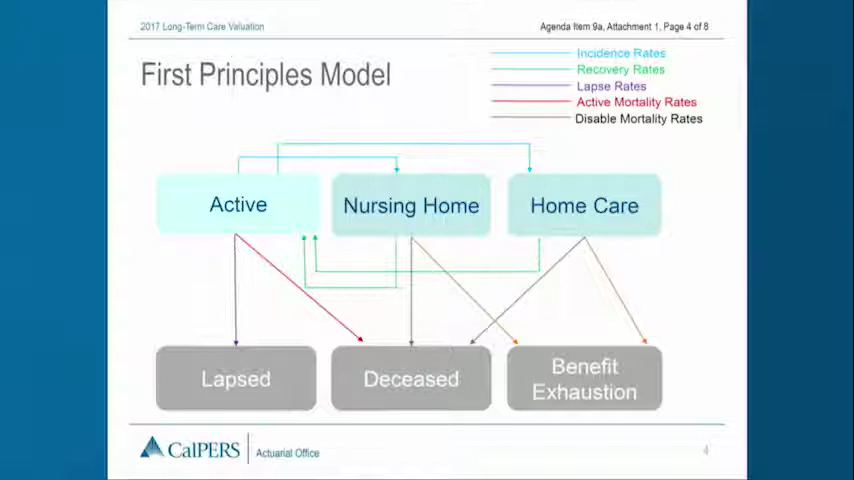 2017 Long-Term Care Valuation
Agenda Item 9a, Attachment 1, Page 4 of 8
First Principles Model
Incidence Rates
Recovery Rates
Lapse Rates
Active Mortality Rates
Disable Mortality Rates
Active
Nursing Home
Home Care
Lapsed
Deceased
Benefit
Exhaustion
CalPERS
Actuarial Office
4